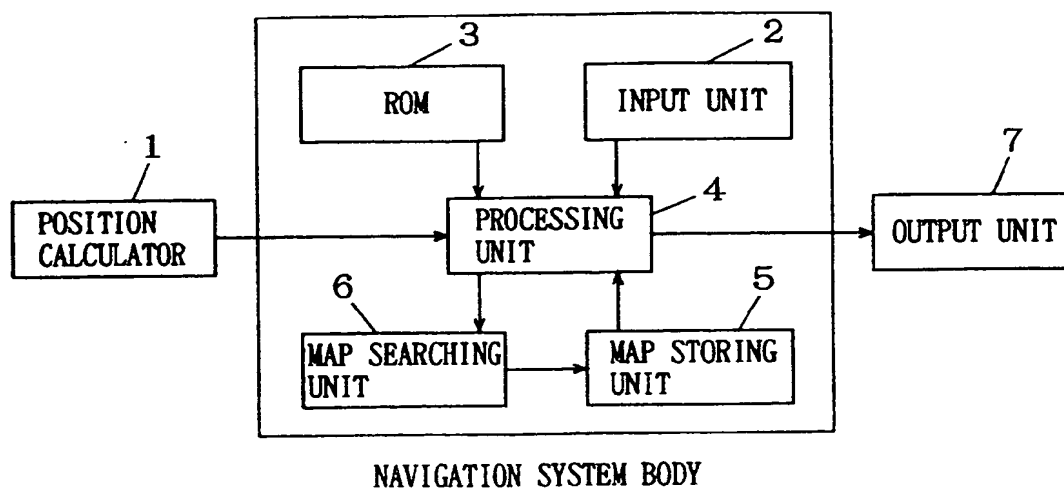 3
2
ROM
INPUT UNIT
1
7
4
POSITION
CALCULATOR
PROCESSING
UNIT
OUTPUT UNIT
6
5
MAP SEARCHING
UNIT
MAP STORING
UNIT
NAVIGATION SYSTEM BODY